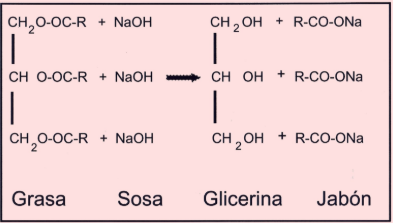 CH₂O-OC-R + NaOH CH₂OH + R-CO-ONa
CH O-OC-R + NaOH CH OH + R-CO-ONa
CH₂O-OC-R + NaOH CH₂OH + R-CO-ONa
Grasa Sosa Glicerina Jabón